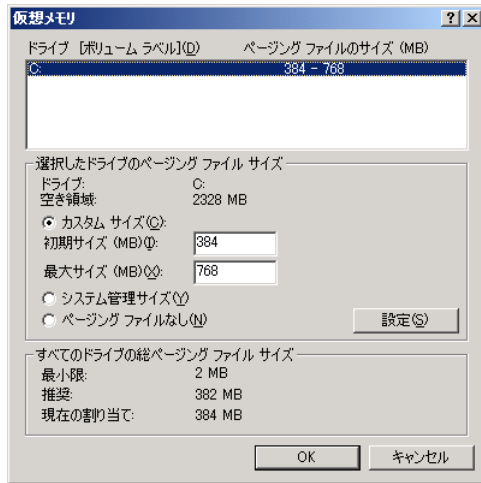 仮想メモリ
ドライブ [ボリューム ラベル](D) ページング ファイルのサイズ (MB)
C: 384 - 768
選択したドライブのページング ファイル サイズ
ドライブ: C:
空き領域: 2328 MB
カスタム サイズ(C):
初期サイズ (MB)(I): 384
最大サイズ (MB)(X): 768
システム管理サイズ(Y)
ページング ファイルなし(N) 設定(S)
すべてのドライブの総ページング ファイル サイズ
最小限: 2 MB
推奨: 382 MB
現在の割り当て: 384 MB
OK キャンセル